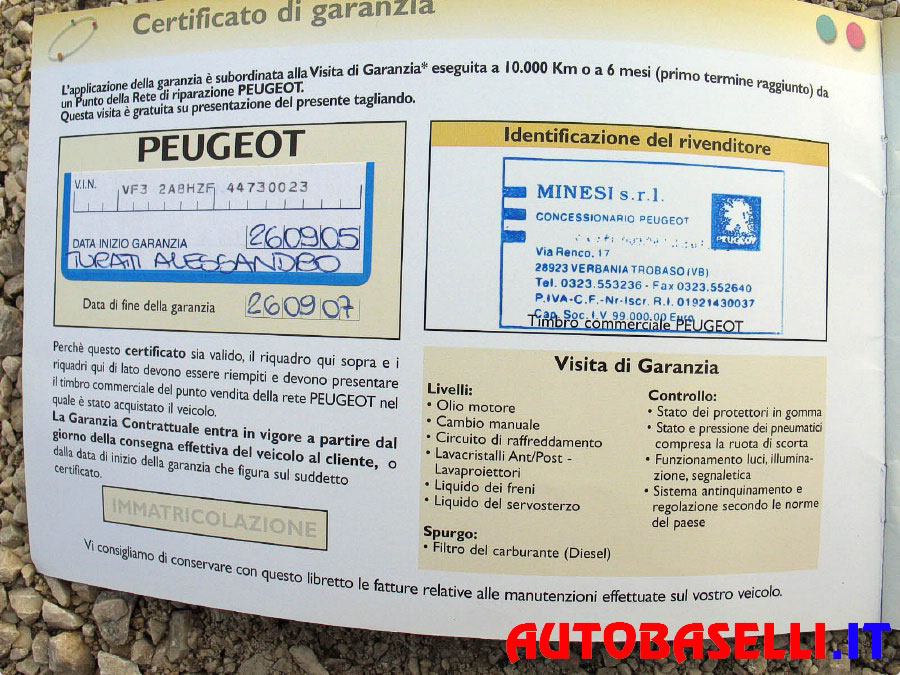 Certificato di garanzia
L'applicazione della garanzia è subordinata alla Visita di Garanzia* eseguita a 10.000 Km o a 6 mesi (primo termine raggiunto) da
un Punto della Rete di riparazione PEUGEOT.
Questa visita è gratuita su presentazione del presente tagliando.
PEUGEOT
V.I.N.
VF3 2A8HZF 44730023
DATA INIZIO GARANZIA 260905
TURATI ALESSANDRO
Data di fine della garanzia 260907
Identificazione del rivenditore
MINESI s.r.l.
CONCESSIONARIO PEUGEOT
PEUGEOT
Via Renco, 17
28923 VERBANIA TROBASO (VB)
Tel. 0323.553236 - Fax 0323.552640
P.IVA-C.F.-Nr-Iscr. R.I. 01921430037
Cap. Soc. I.V 99.000,00 Euro
Timbro commerciale PEUGEOT
Perchè questo certificato sia valido, il riquadro qui sopra e i
riquadri qui di lato devono essere riempiti e devono presentare
il timbro commerciale del punto vendita della rete PEUGEOT nel
quale è stato acquistato il veicolo.
La Garanzia Contrattuale entra in vigore a partire dal
giorno della consegna effettiva del veicolo al cliente, o
dalla data di inizio della garanzia che figura sul suddetto
certificato.
IMMATRICOLAZIONE
Visita di Garanzia
Livelli:
• Olio motore
• Cambio manuale
• Circuito di raffreddamento
• Lavacristalli Ant/Post -
Lavaproiettori
• Liquido dei freni
• Liquido del servosterzo
Spurgo:
• Filtro del carburante (Diesel)
Controllo:
• Stato dei protettori in gomma
• Stato e pressione dei pneumatici
compresa la ruota di scorta
• Funzionamento luci, illumina-
zione, segnaletica
• Sistema antinquinamento e
regolazione secondo le norme
del paese
Vi consigliamo di conservare con questo libretto le fatture relative alle manutenzioni effettuate sul vostro veicolo.
AUTOBASELLI.IT